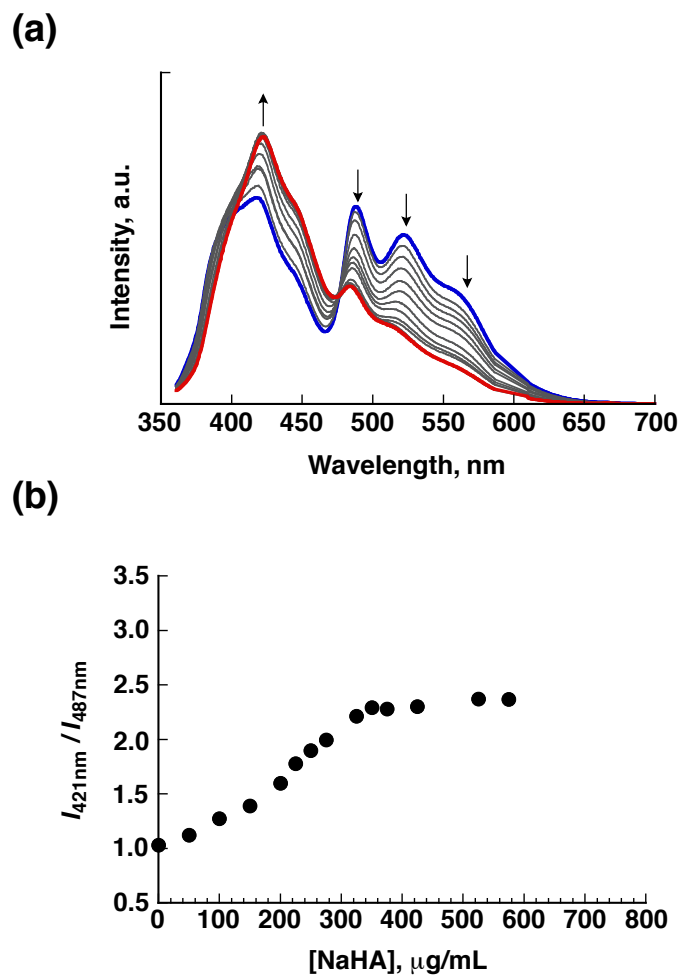 (a)
Intensity, a.u.
350 400 450 500 550 600 650 700
Wavelength, nm
(b)
3.5
3.0
2.5
2.0
1.5
1.0
0.5
I421nm / I487nm
0 100 200 300 400 500 600 700 800
[NaHA], μg/mL